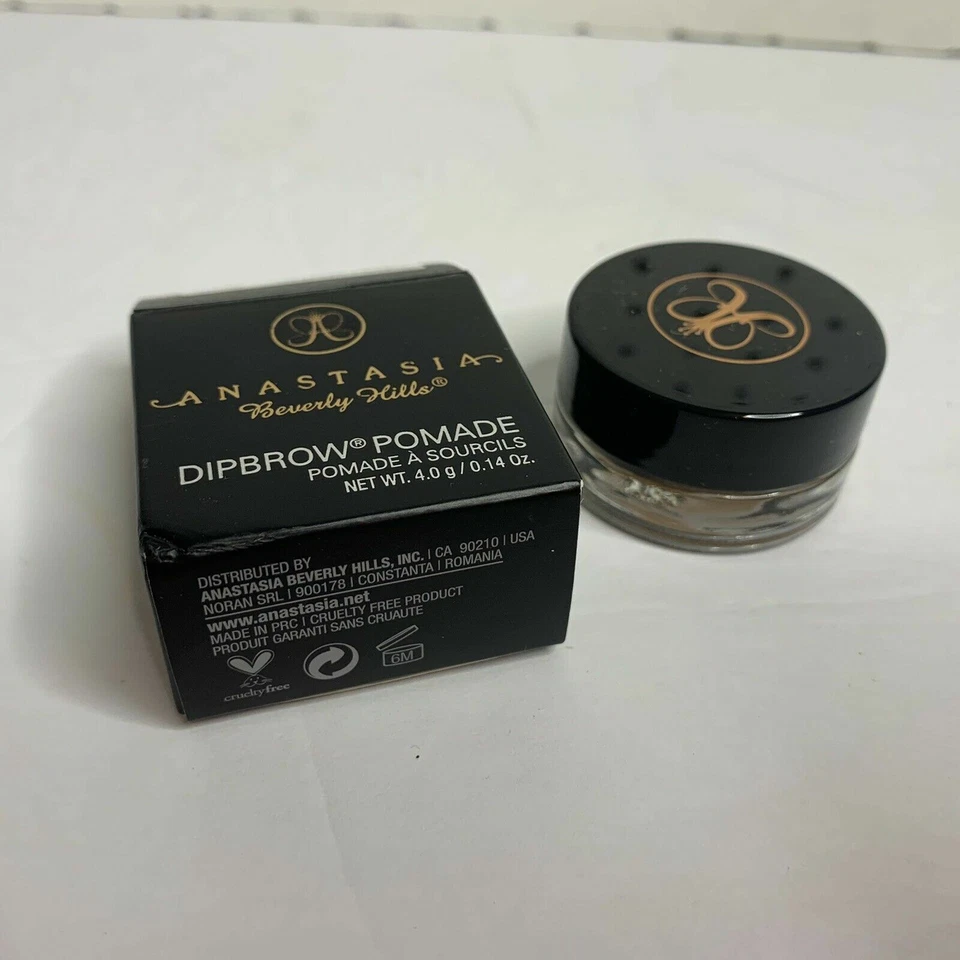 ANASTASIA
Beverly Hills®
DIPBROW® POMADE
POMADE À SOURCILS
NET WT. 4.0 g / 0.14 Oz.
DISTRIBUTED BY
ANASTASIA BEVERLY HILLS, INC. | CA 90210 | USA
NORAN SRL | 900178 | CONSTANTA | ROMANIA
www.anastasia.net
MADE IN PRC | CRUELTY FREE PRODUCT
PRODUIT GARANTI SANS CRUAUTE
crueltyfree
6M